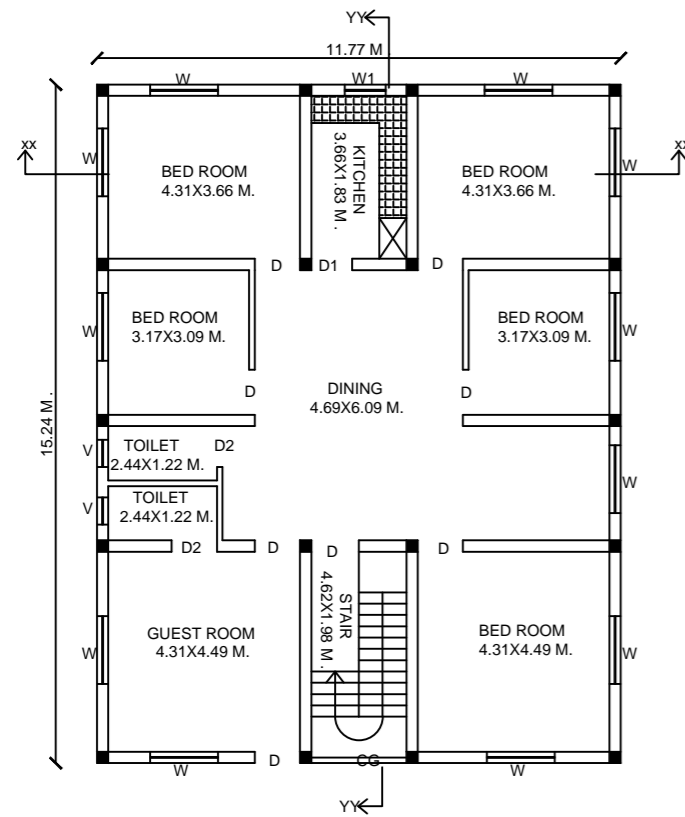 YY
11.77 M
W
W1
W
xx
xx
W
BED ROOM
4.31X3.66 M.
KITCHEN
3.66X1.83 M .
BED ROOM
4.31X3.66 M.
W
D
D1
D
BED ROOM
3.17X3.09 M.
BED ROOM
3.17X3.09 M.
W
W
D
DINING
4.69X6.09 M.
D
15.24 M .
V
TOILET
2.44X1.22 M.
D2
W
V
TOILET
2.44X1.22 M.
D2
D
D
D
STAIR
4.62X1.98 M .
GUEST ROOM
4.31X4.49 M.
BED ROOM
4.31X4.49 M.
W
W
W
D
CG
W
YY